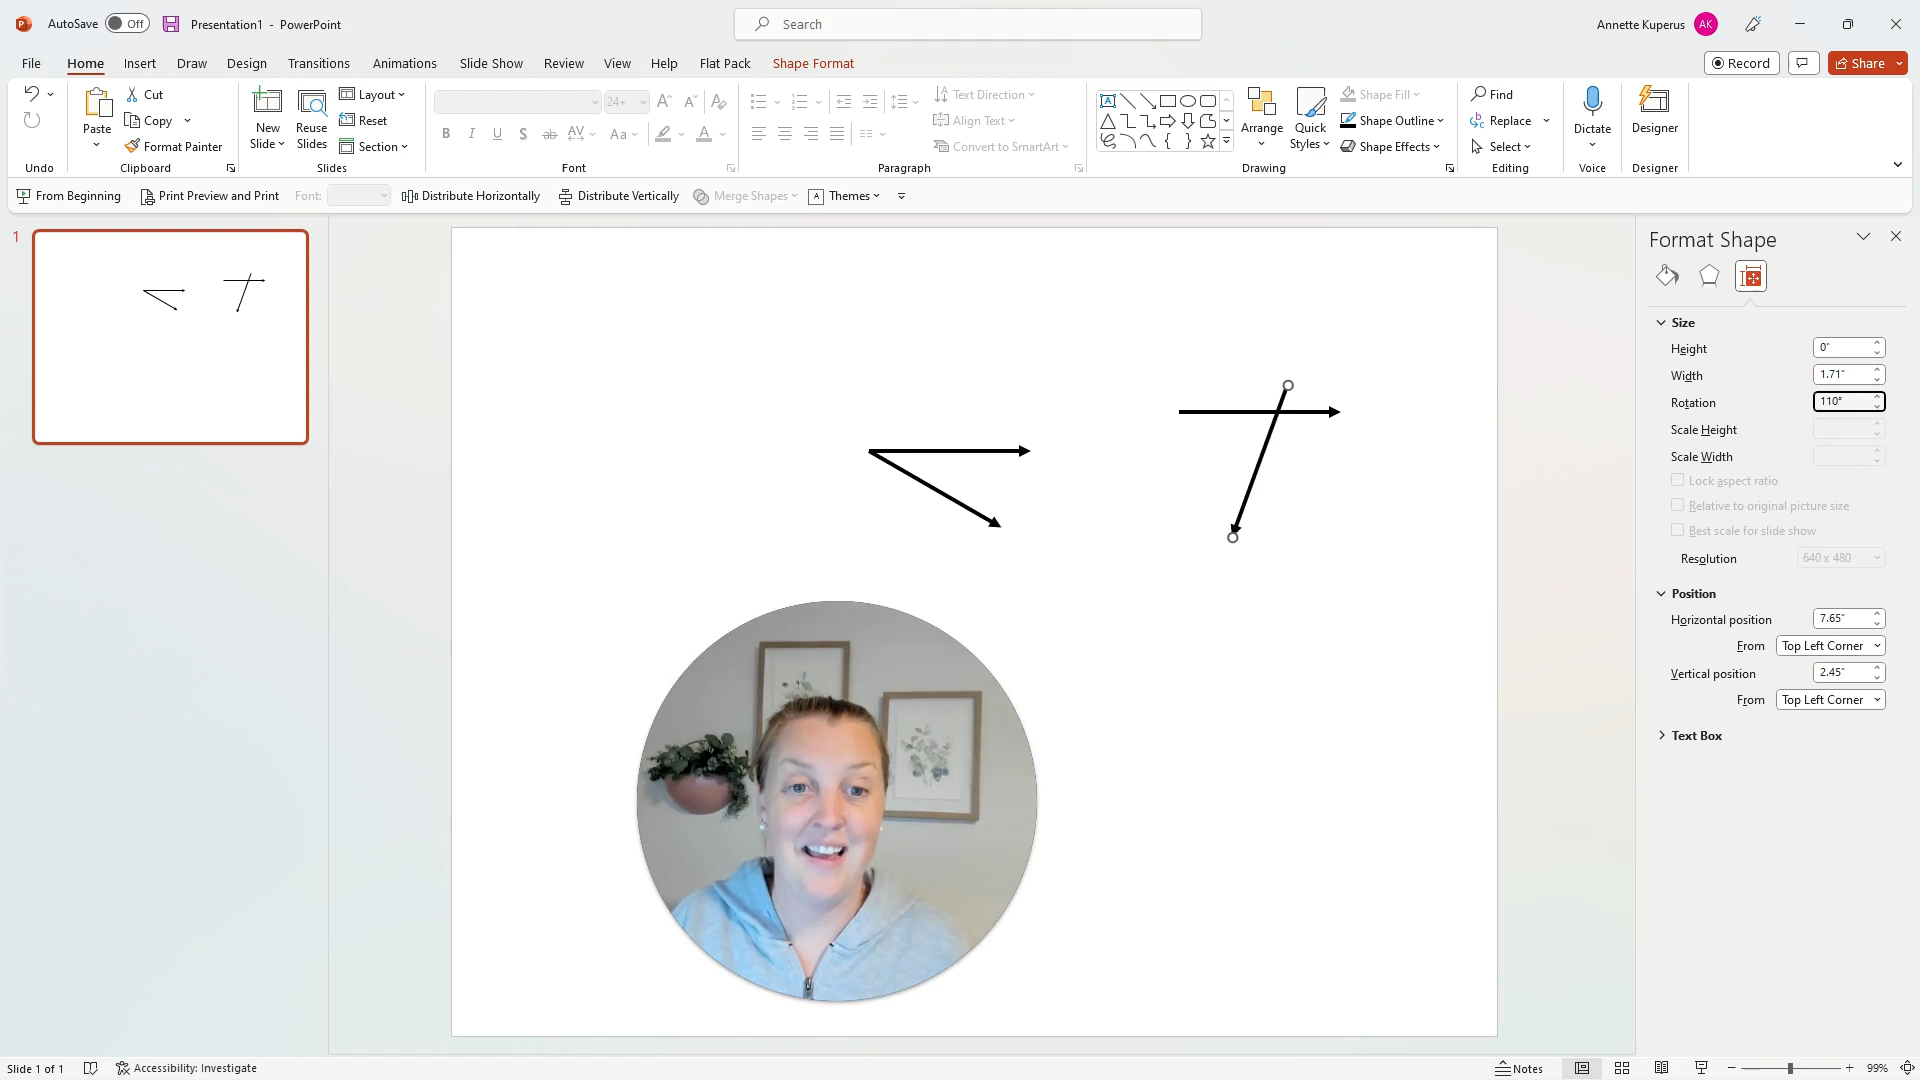 AutoSave Off Presentation1 - PowerPoint Search Annette Kuperus AK
File Home Insert Draw Design Transitions Animations Slide Show Review View Help Flat Pack Shape Format Record Share
Paste Cut Copy Format Painter
New Slide Reuse Slides Layout Reset Section
24+
B I U S ab AV Aa A
Text Direction Align Text Convert to SmartArt
Arrange Quick Styles Shape Fill Shape Outline Shape Effects
Find Replace Select
Dictate Designer
Undo Clipboard Slides Font Paragraph Drawing Editing Voice Designer
From Beginning Print Preview and Print Font: Distribute Horizontally Distribute Vertically Merge Shapes Themes
1
Format Shape
Size
Height 0"
Width 1.71"
Rotation 110°
Scale Height
Scale Width
Lock aspect ratio
Relative to original picture size
Best scale for slide show
Resolution 640 x 480
Position
Horizontal position 7.65"
From Top Left Corner
Vertical position 2.45"
From Top Left Corner
Text Box
Slide 1 of 1 Accessibility: Investigate Notes 99%